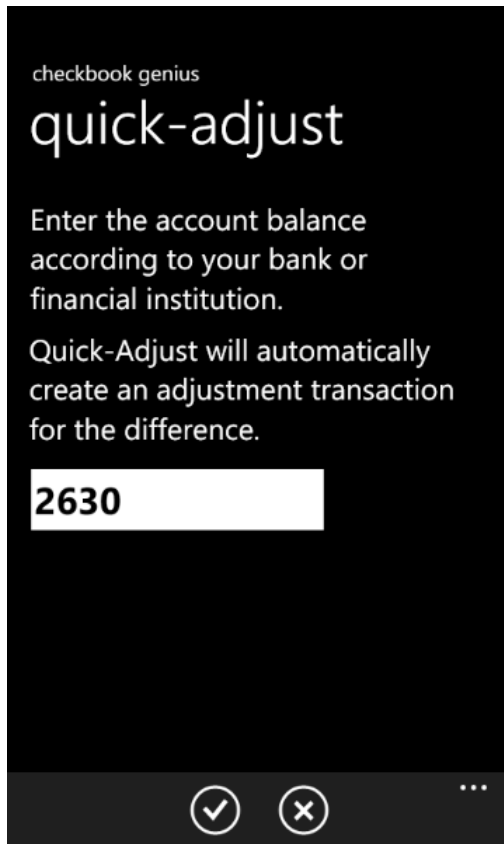 checkbook genius
quick-adjust
Enter the account balance
according to your bank or
financial institution.
Quick-Adjust will automatically
create an adjustment transaction
for the difference.
2630